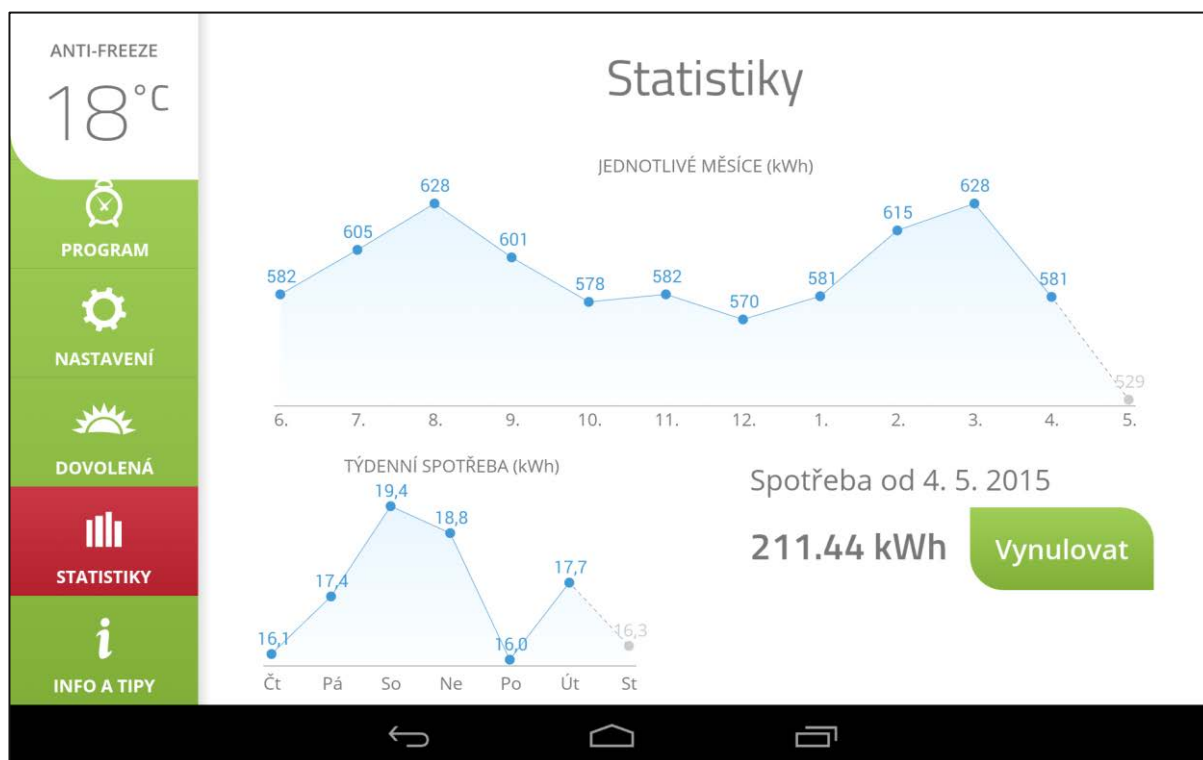 ANTI-FREEZE
18°C
PROGRAM
NASTAVENÍ
DOVOLENÁ
STATISTIKY
INFO A TIPY
Statistiky
JEDNOTLIVÉ MĚSÍCE (kWh)
582 605 628 601 578 582 570 581 615 628 581 529
6. 7. 8. 9. 10. 11. 12. 1. 2. 3. 4. 5.
TÝDENNÍ SPOTŘEBA (kWh)
16,1 17,4 19,4 18,8 16,0 17,7 16,3
Čt Pá So Ne Po Út St
Spotřeba od 4. 5. 2015
211.44 kWh Vynulovat